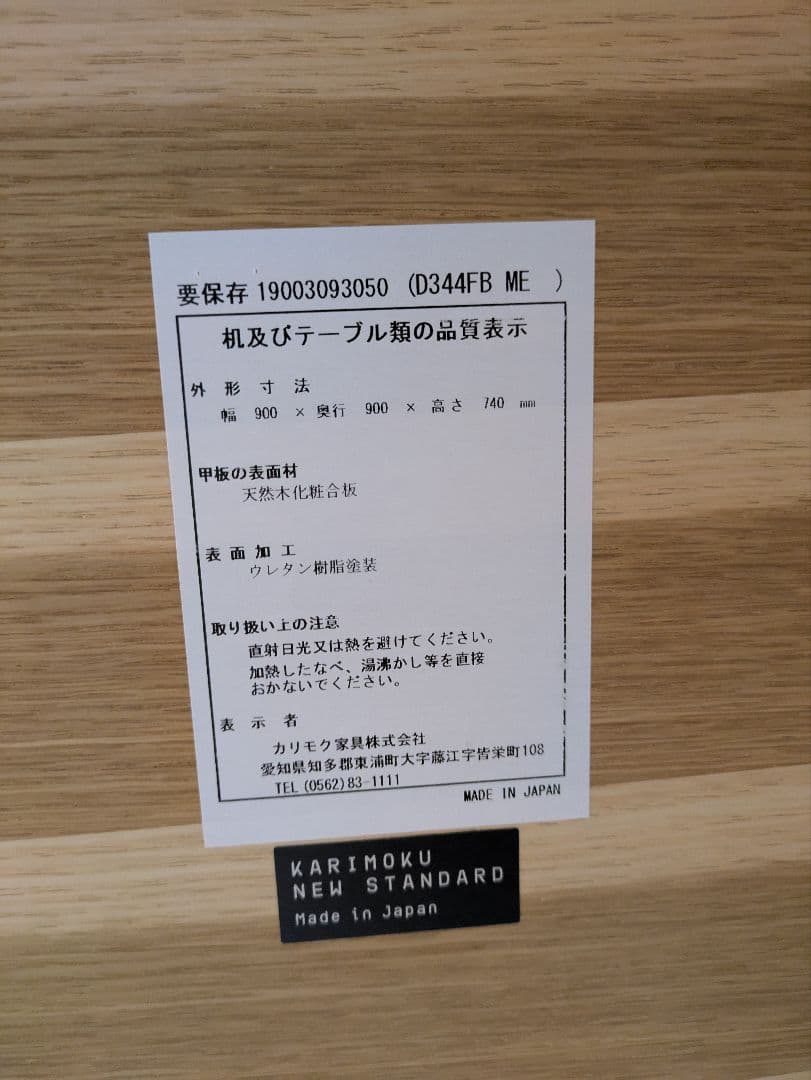 要保存 19003093050 (D344FB ME )
机及びテーブル類の品質表示
外形寸法
幅 900 × 奥行 900 × 高さ 740 mm
甲板の表面材
天然木化粧合板
表面加工
ウレタン樹脂塗装
取り扱い上の注意
直射日光又は熱を避けてください。
加熱したなべ、湯沸かし等を直接
おかないでください。
表示者
カリモク家具株式会社
愛知県知多郡東浦町大字藤江字皆栄町108
TEL (0562)83-1111
MADE IN JAPAN
KARIMOKU
NEW STANDARD
Made in Japan